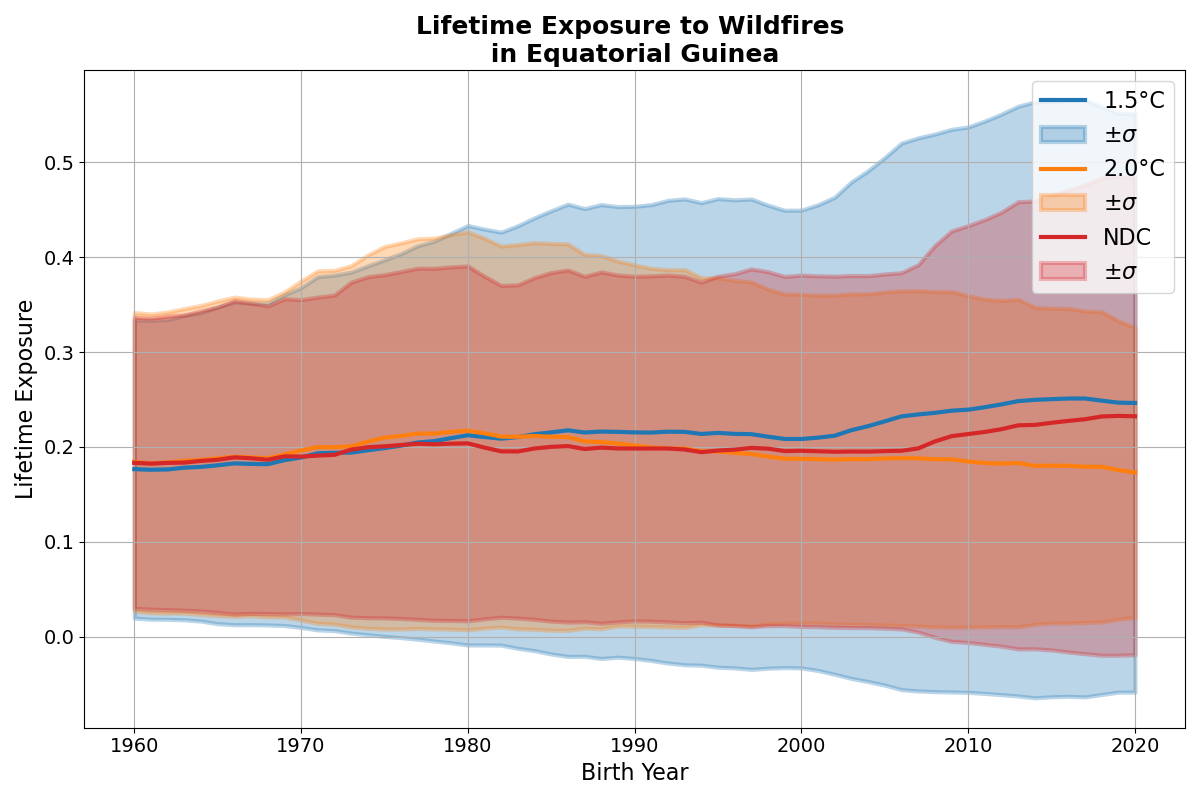 Lifetime Exposure to Wildfires
in Equatorial Guinea
1.5°C
±σ
2.0°C
±σ
NDC
±σ
Lifetime Exposure
0.5
0.4
0.3
0.2
0.1
0.0
1960
1970
1980
1990
2000
2010
2020
Birth Year